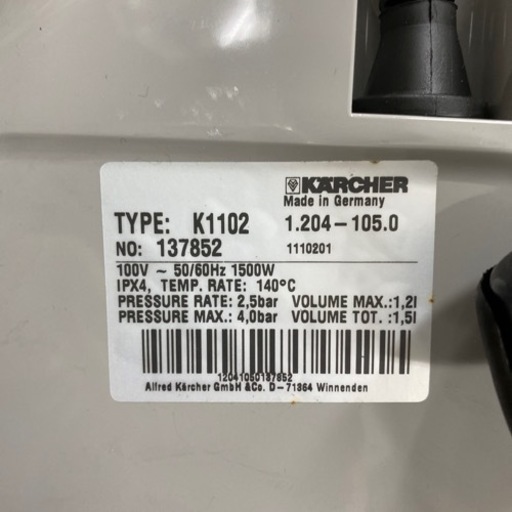 KÄRCHER
Made in Germany
TYPE: K1102 1.204-105.0
NO: 137852 1110201
100V ~ 50/60Hz 1500W
IPX4, TEMP. RATE: 140°C
PRESSURE RATE: 2,5bar VOLUME MAX.:1,2l
PRESSURE MAX.: 4,0bar VOLUME TOT. :1,5l
12041050137852
Alfred Kärcher GmbH &Co. D-71364 Winnenden